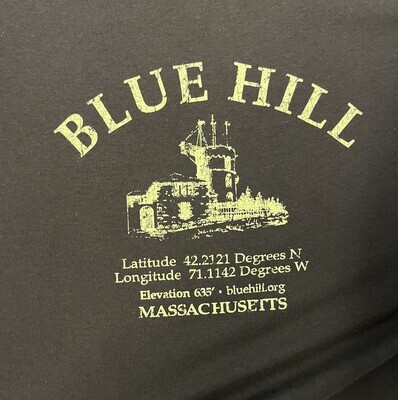 BLUE HILL
Latitude 42.2121 Degrees N
Longitude 71.1142 Degrees W
Elevation 635' • bluehill.org
MASSACHUSETTS